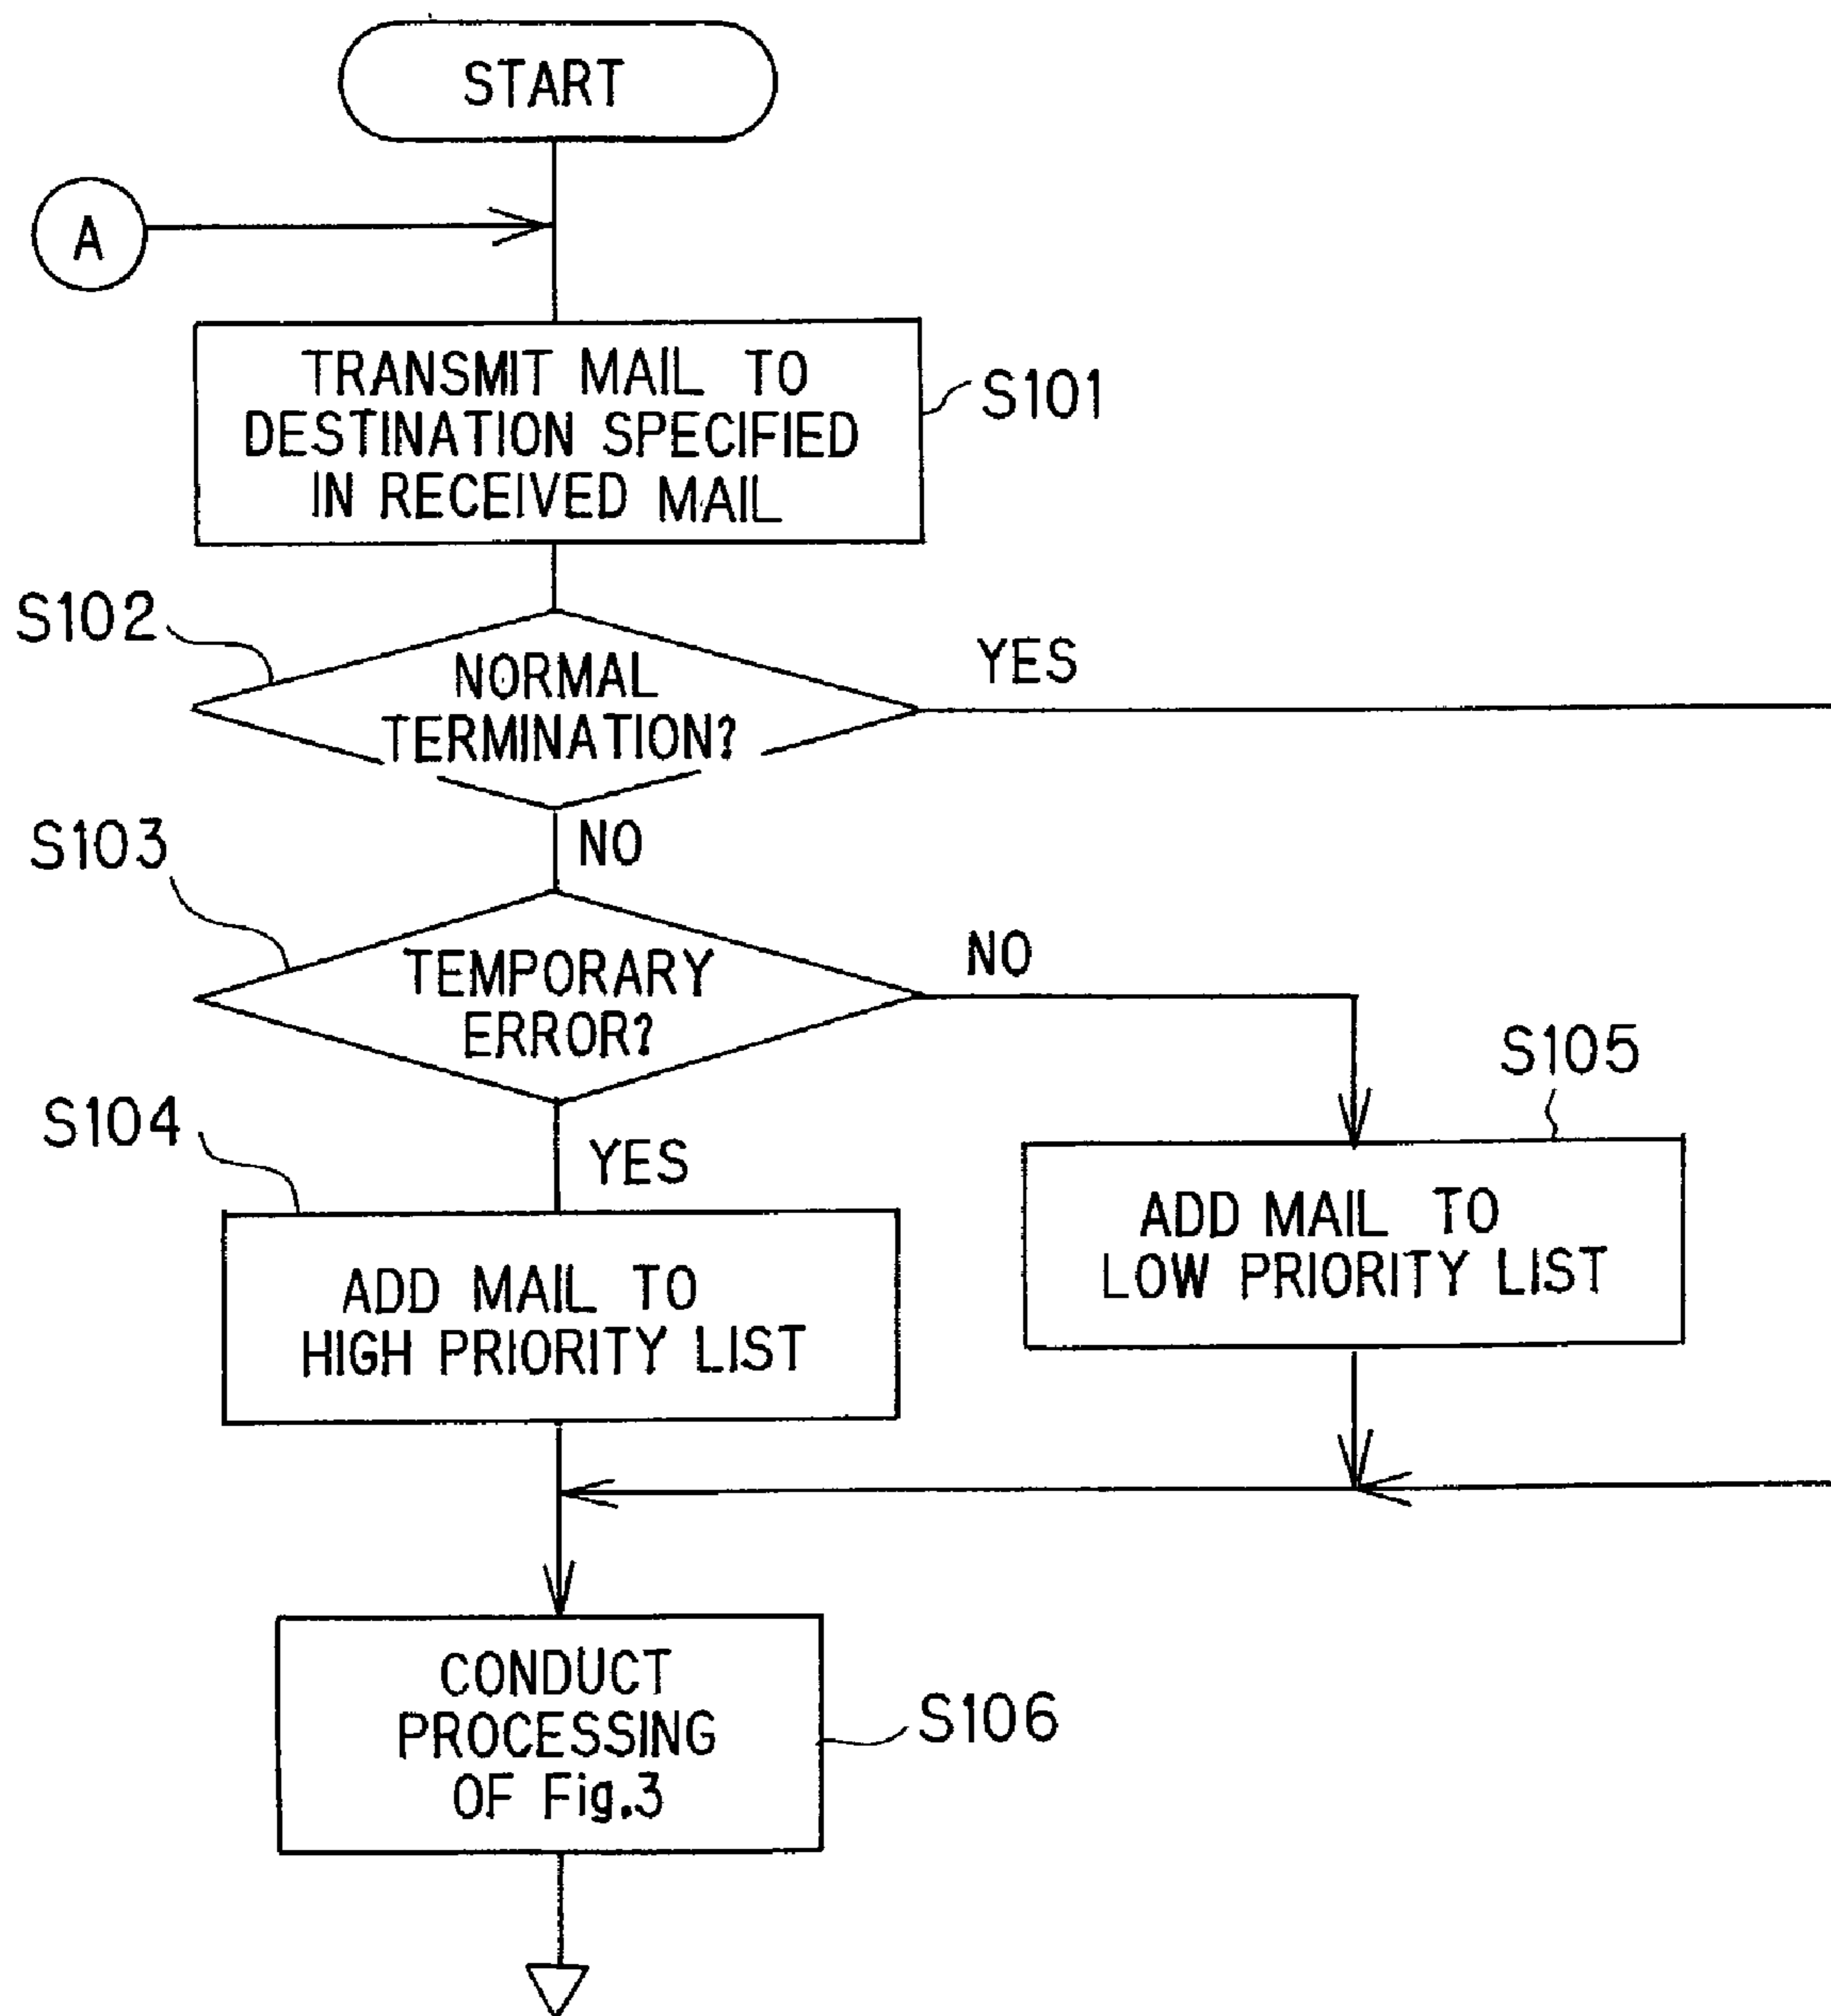 START
A
TRANSMIT MAIL TO
DESTINATION SPECIFIED
IN RECEIVED MAIL
S101
S102
NORMAL
TERMINATION?
YES
NO
S103
TEMPORARY
ERROR?
NO
S105
S104
YES
ADD MAIL TO
LOW PRIORITY LIST
ADD MAIL TO
HIGH PRIORITY LIST
CONDUCT
PROCESSING
OF Fig.3
S106